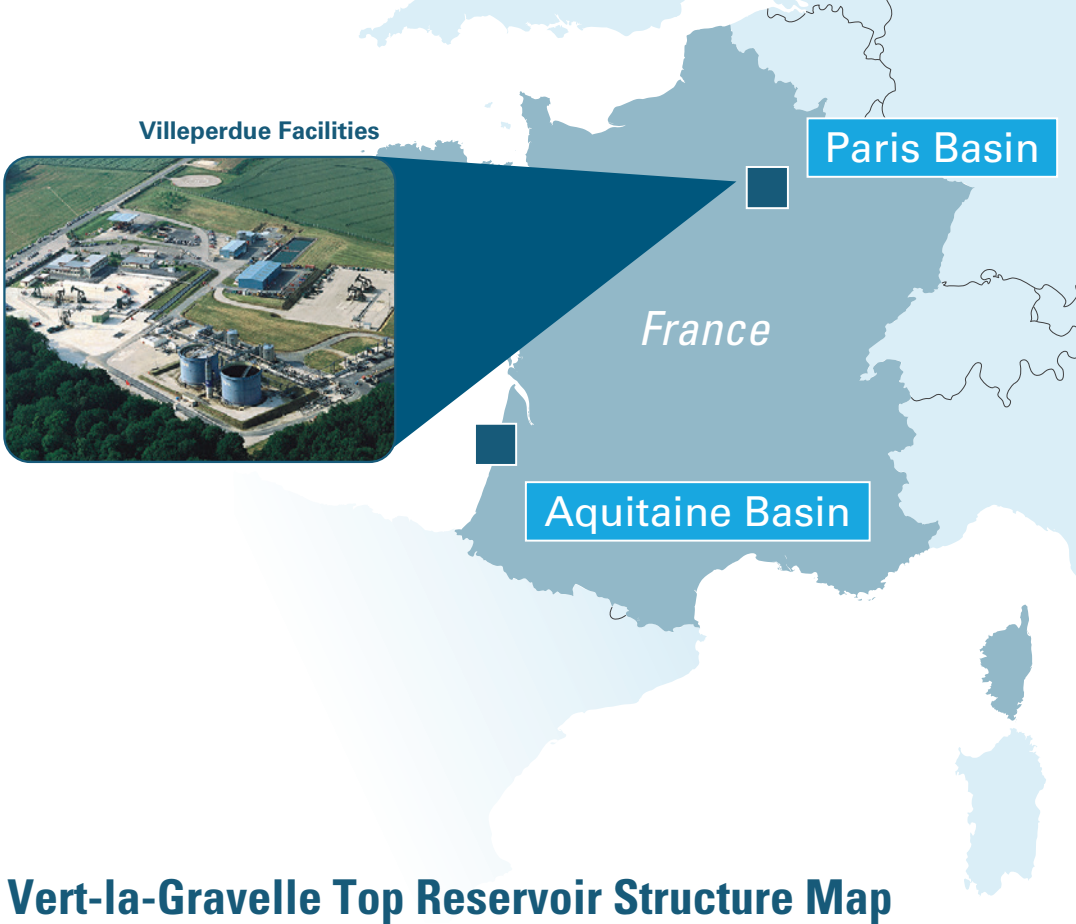 Villeperdue Facilities
Paris Basin
France
Aquitaine Basin
Vert-la-Gravelle Top Reservoir Structure Map